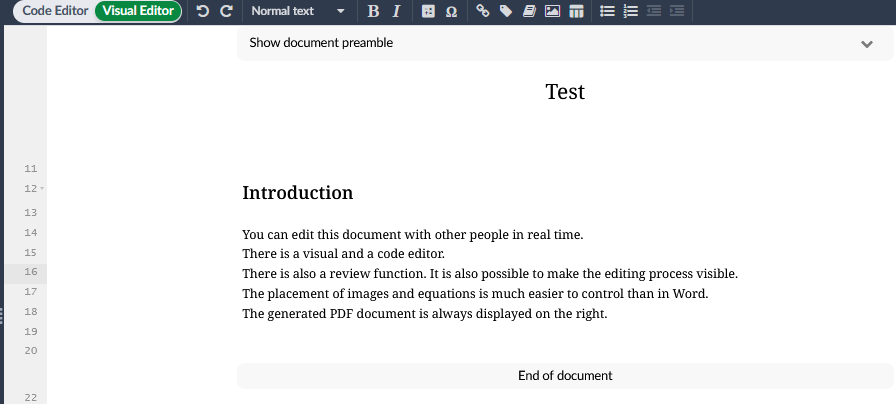 Code Editor Visual Editor Normal text B I Ω
Show document preamble
Test
11
12 Introduction
13
14 You can edit this document with other people in real time.
15 There is a visual and a code editor.
16 There is also a review function. It is also possible to make the editing process visible.
17 The placement of images and equations is much easier to control than in Word.
18 The generated PDF document is always displayed on the right.
19
20
End of document
22